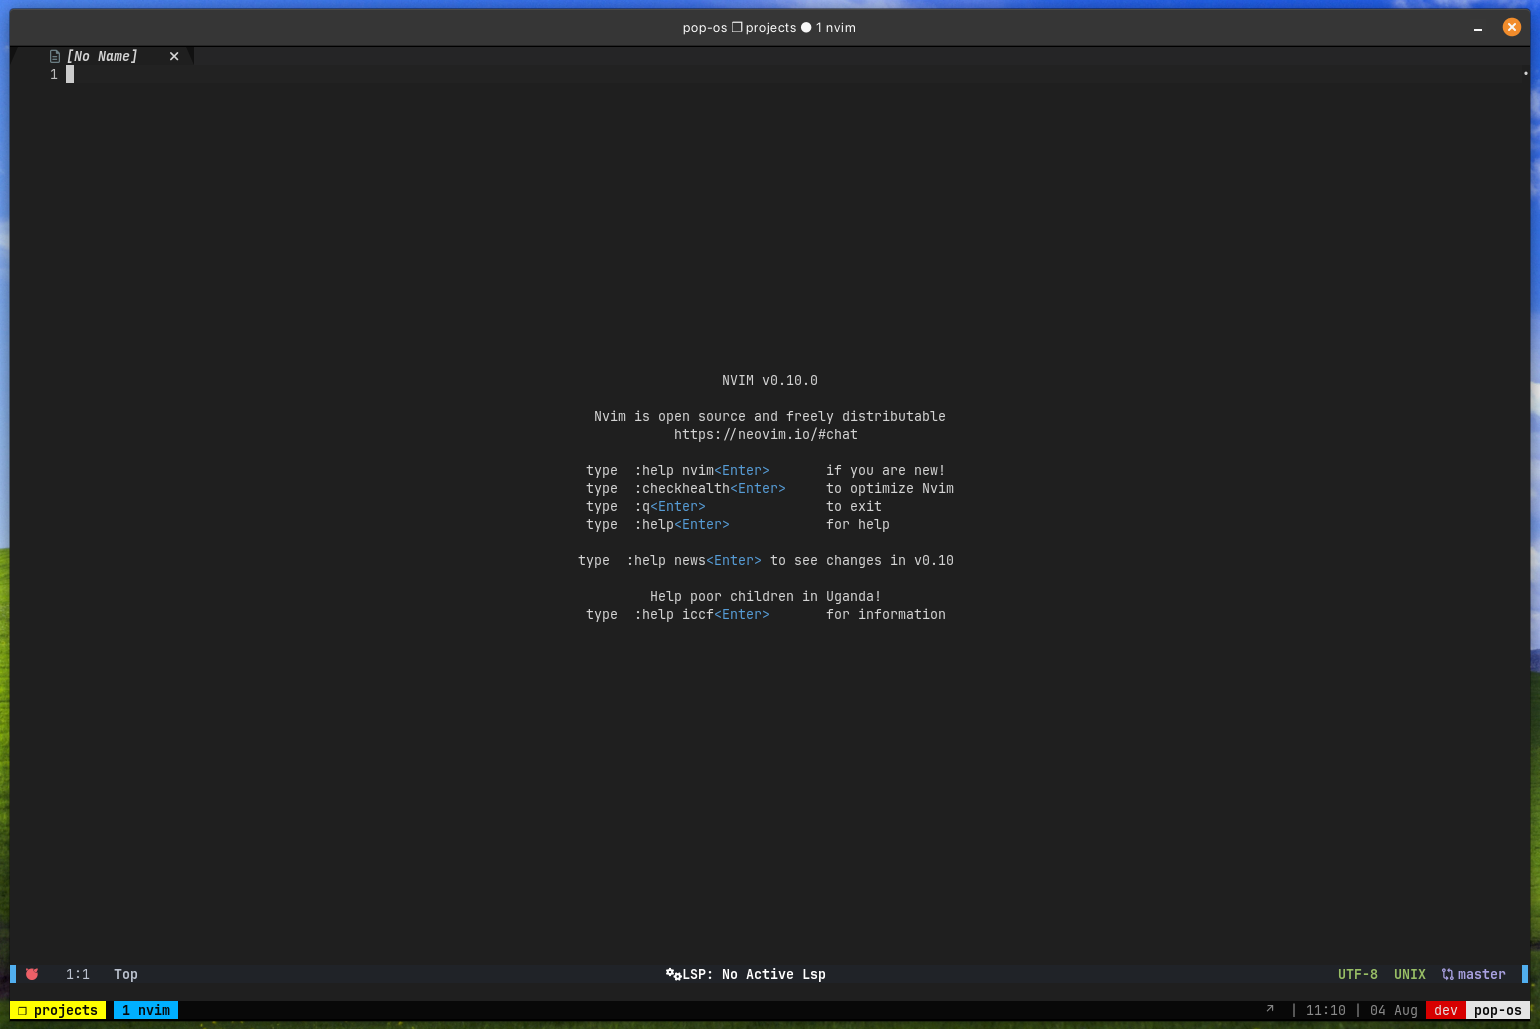 pop-os ❐ projects ● 1 nvim
[No Name]
1
NVIM v0.10.0
Nvim is open source and freely distributable
https://neovim.io/#chat
type  :help nvim<Enter>       if you are new!
type  :checkhealth<Enter>     to optimize Nvim
type  :q<Enter>               to exit
type  :help<Enter>            for help
type  :help news<Enter> to see changes in v0.10
Help poor children in Uganda!
type  :help iccf<Enter>       for information
1:1   Top   LSP: No Active Lsp   UTF-8  UNIX  master
❐ projects  1 nvim  ↗  | 11:10 | 04 Aug  dev  pop-os